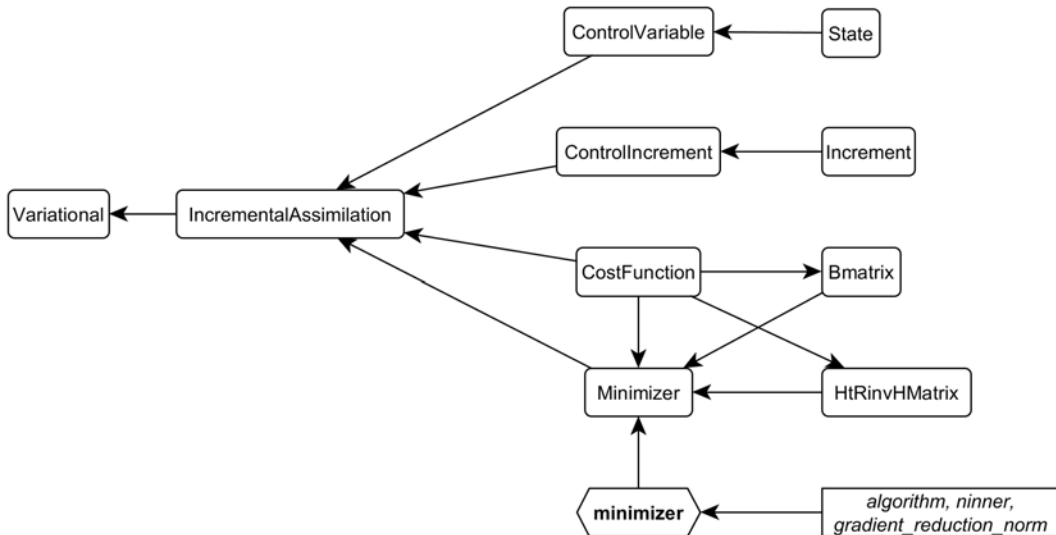 ControlVariable
State
ControlIncrement
Increment
Variational
IncrementalAssimilation
CostFunction
Bmatrix
Minimizer
HtRinvHMatrix
minimizer
algorithm, ninner,
gradient_reduction_norm